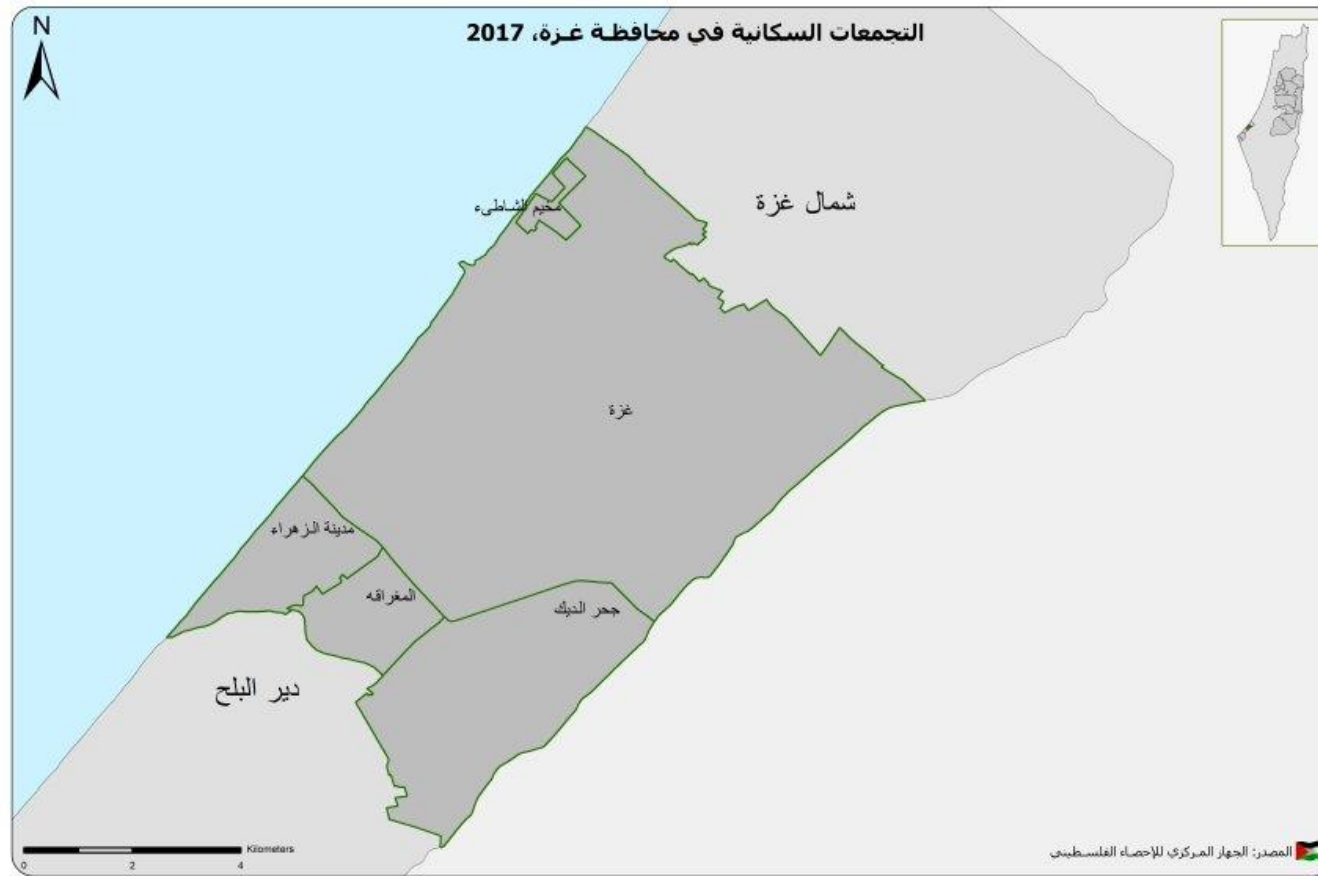 التجمعات السكانية في محافظة غزة، 2017
N
شمال غزة
مخيم الشاطىء
غزة
مدينة الزهراء
المغراقه
جحر الديك
دير البلح
Kilometers
0 2 4
المصدر: الجهاز المركزي للإحصاء الفلسطيني